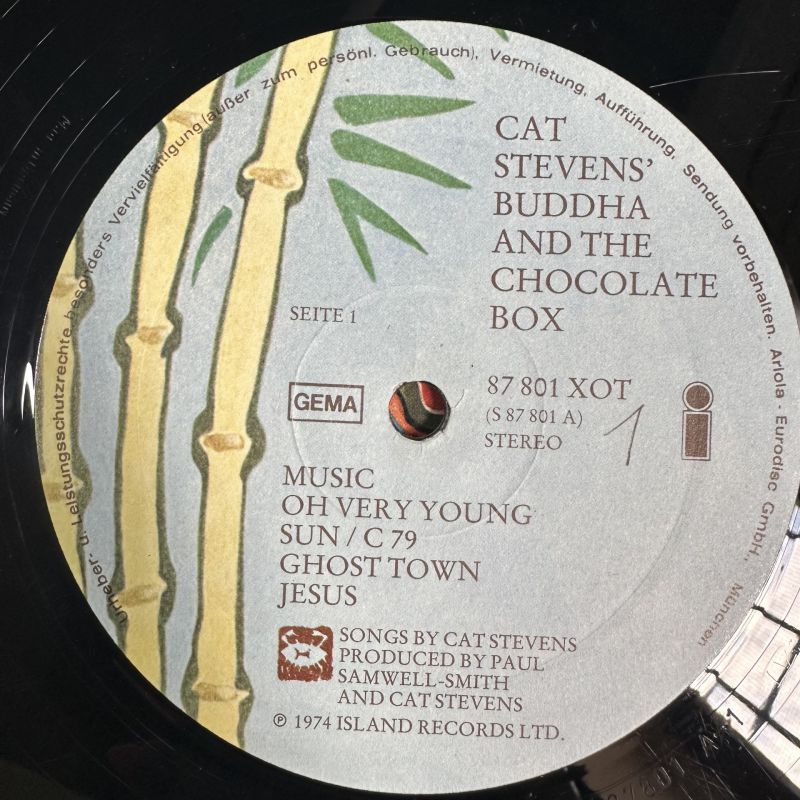 Urheber- u. Leistungsschutzrechte, besonders Vervielfältigung (außer zum persönl. Gebrauch), Vermietung, Aufführung, Sendung vorbehalten. Ariola - Eurodisc GmbH, München
CAT
STEVENS’
BUDDHA
AND THE
CHOCOLATE
BOX
SEITE 1
GEMA
87 801 XOT
(S 87 801 A)
STEREO
1
i
MUSIC
OH VERY YOUNG
SUN / C 79
GHOST TOWN
JESUS
SONGS BY CAT STEVENS
PRODUCED BY PAUL
SAMWELL-SMITH
AND CAT STEVENS
℗ 1974 ISLAND RECORDS LTD.